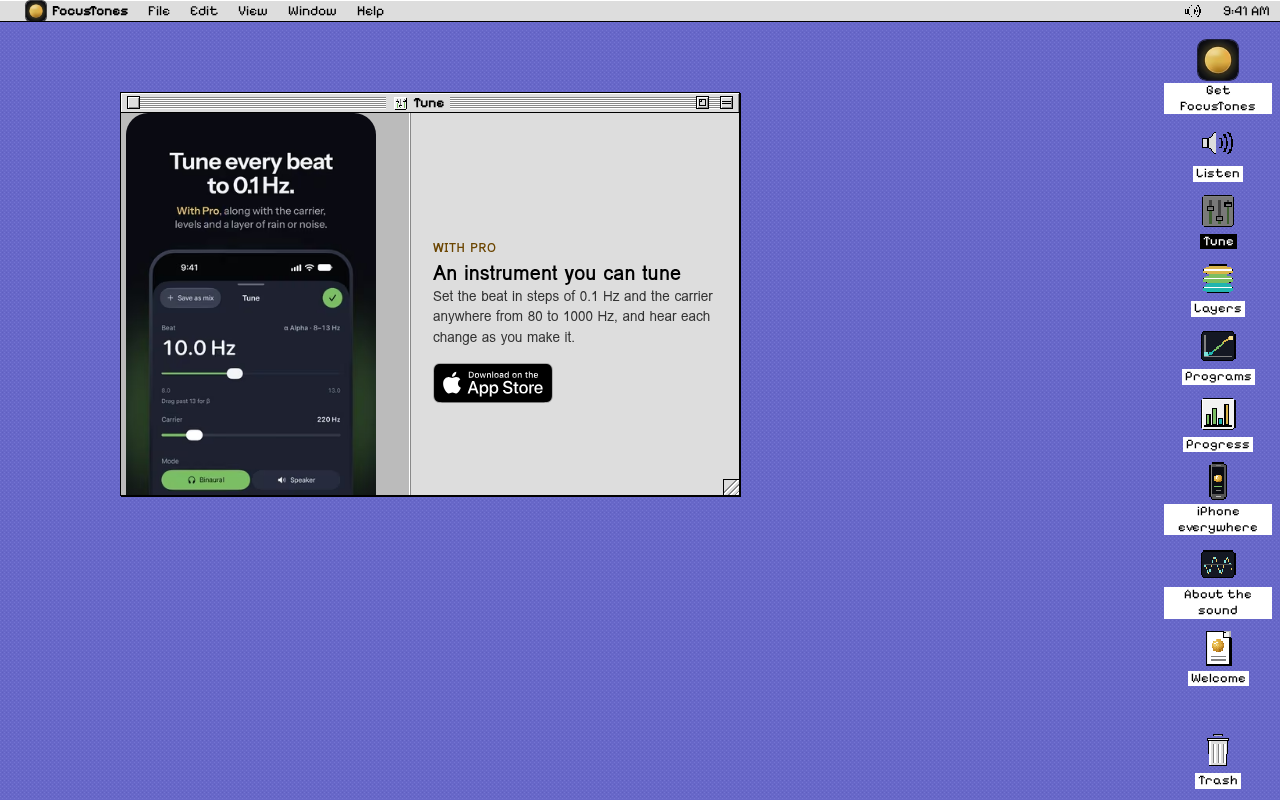 FocusTones File Edit View Window Help 9:41 AM
Tune
Tune every beat
to 0.1 Hz.
With Pro, along with the carrier,
levels and a layer of rain or noise.
9:41
+ Save as mix Tune
Beat α Alpha · 8–13 Hz
10.0 Hz
8.0 13.0
Drag past 13 for β
Carrier 220 Hz
Mode
Binaural Speaker
WITH PRO
An instrument you can tune
Set the beat in steps of 0.1 Hz and the carrier
anywhere from 80 to 1000 Hz, and hear each
change as you make it.
Download on the
App Store
Get
FocusTones
Listen
Tune
Layers
Programs
Progress
iPhone
everywhere
About the
sound
Welcome
Trash